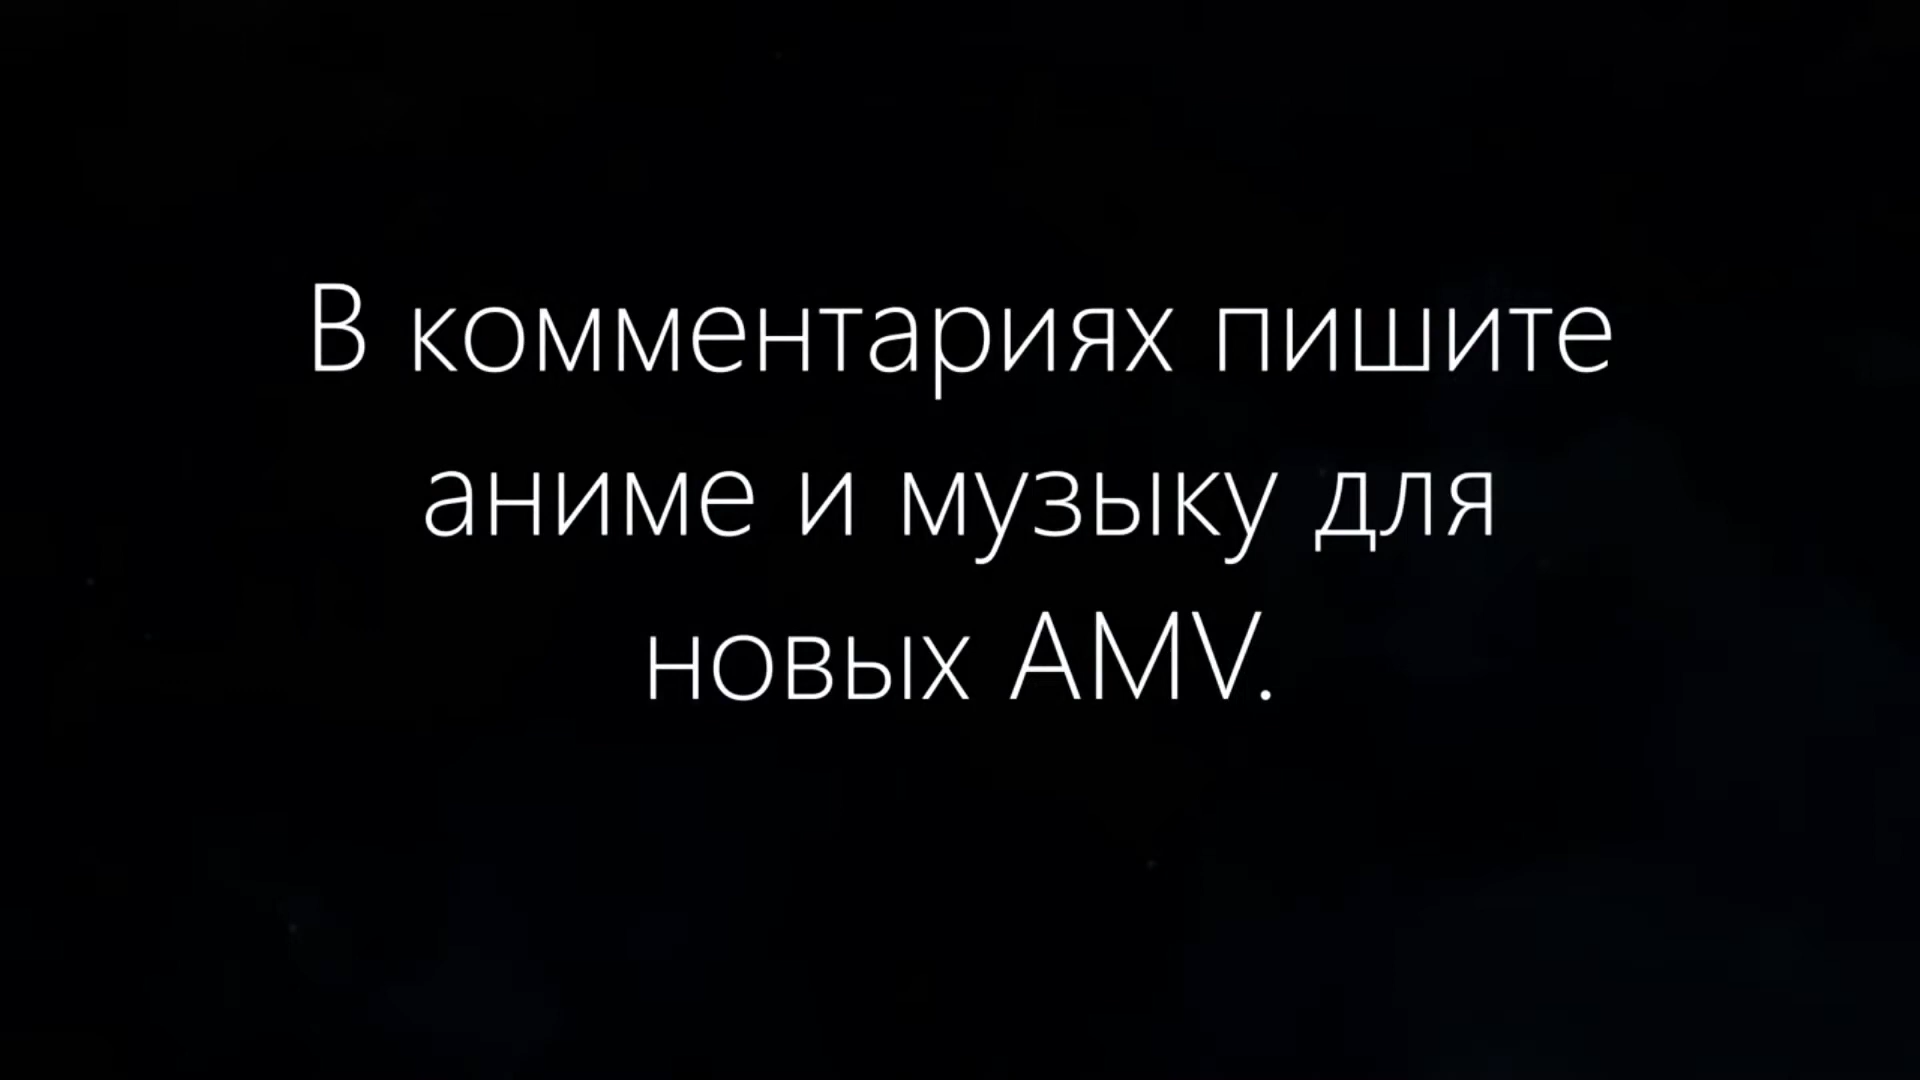 В комментариях пишите
аниме и музыку для
новых AMV.